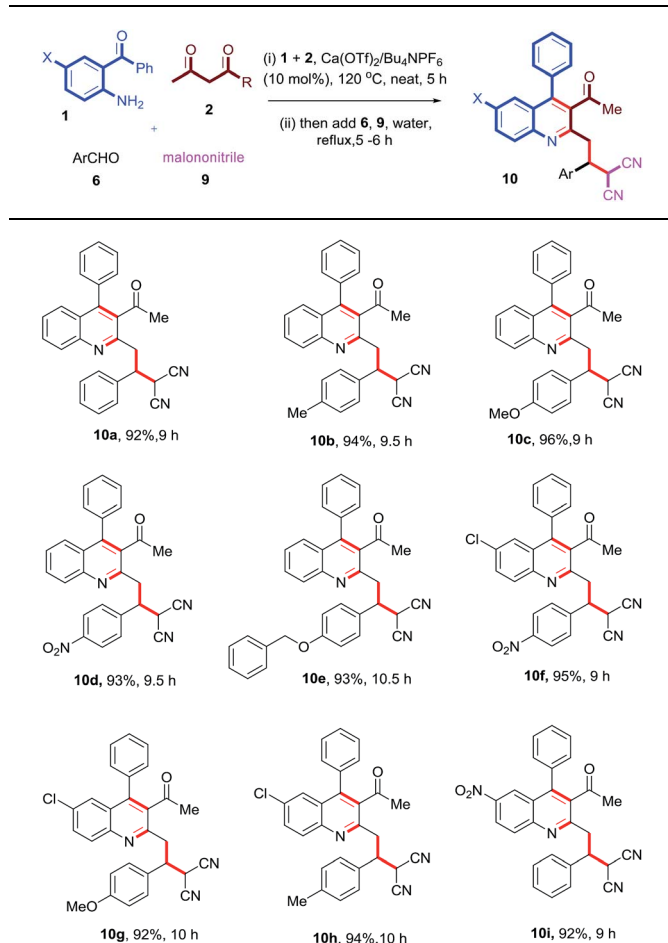 X
O
Ph
NH2
1
+
O O
R
2
(i) 1 + 2, Ca(OTf)2/Bu4NPF6
(10 mol%), 120 oC, neat, 5 h
(ii) then add 6, 9, water,
reflux,5 -6 h
ArCHO
6
malononitrile
9
X
O
Me
N
Ar
CN
CN
10
O
Me
N
CN
CN
10a, 92%,9 h
O
Me
N
CN
CN
Me
10b, 94%, 9.5 h
O
Me
N
CN
CN
MeO
10c, 96%,9 h
O
Me
N
CN
CN
O2N
10d, 93%, 9.5 h
O
Me
N
CN
CN
O
10e, 93%, 10.5 h
Cl
O
Me
N
CN
CN
O2N
10f, 95%, 9 h
Cl
O
Me
N
CN
CN
MeO
10g, 92%, 10 h
Cl
O
Me
N
CN
CN
Me
10h, 94%,10 h
O2N
O
Me
N
CN
CN
10i, 92%, 9 h